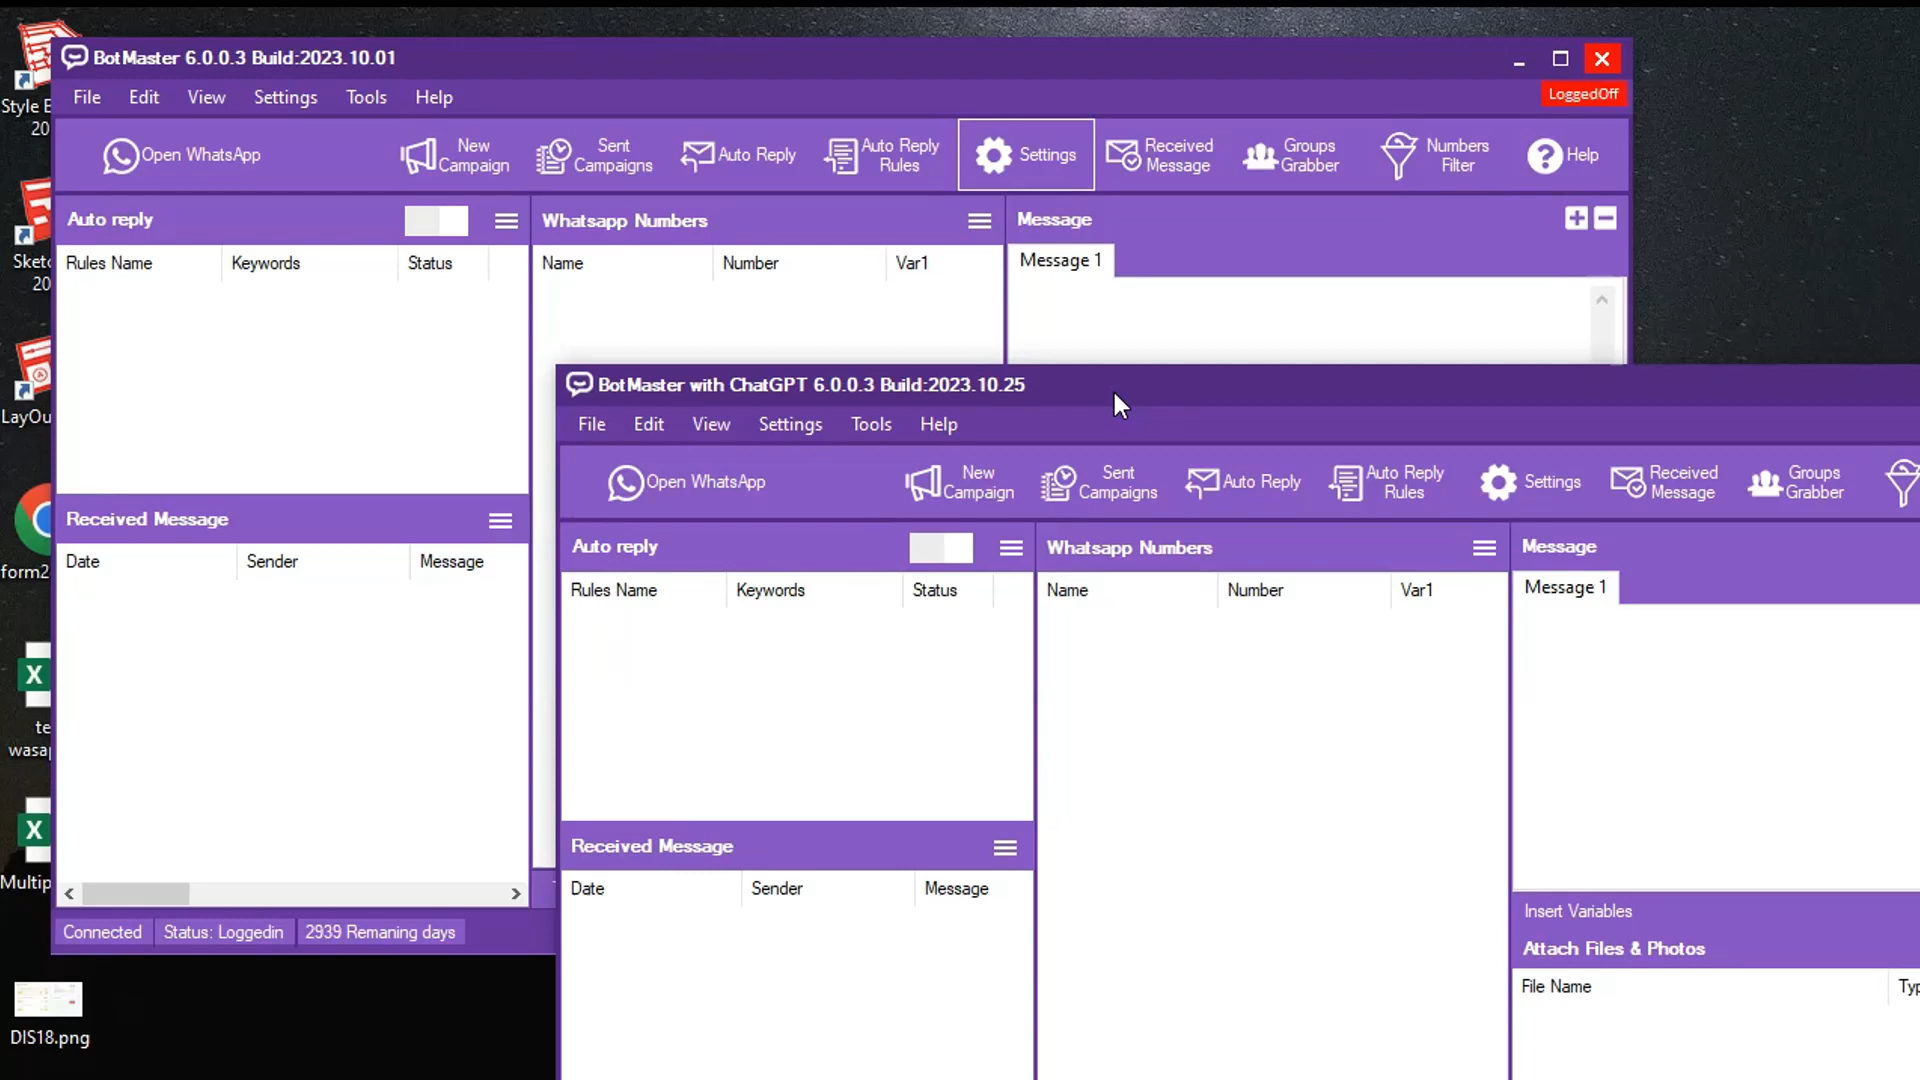 BotMaster 6.0.0.3 Build:2023.10.01
File Edit View Settings Tools Help
LoggedOff
Open WhatsApp
New Campaign
Sent Campaigns
Auto Reply
Auto Reply Rules
Settings
Received Message
Groups Grabber
Numbers Filter
Help
Auto reply
Rules Name Keywords Status
Whatsapp Numbers
Name Number Var1
Message
Message 1
Received Message
Date Sender Message
Connected Status: Loggedin 2939 Remaning days
BotMaster with ChatGPT 6.0.0.3 Build:2023.10.25
File Edit View Settings Tools Help
Open WhatsApp
New Campaign
Sent Campaigns
Auto Reply
Auto Reply Rules
Settings
Received Message
Groups Grabber
Auto reply
Rules Name Keywords Status
Whatsapp Numbers
Name Number Var1
Message
Message 1
Received Message
Date Sender Message
Insert Variables
Attach Files & Photos
File Name
Style E
20
Sketc
20
LayOu
form2
te
wasap
Multip
DIS18.png